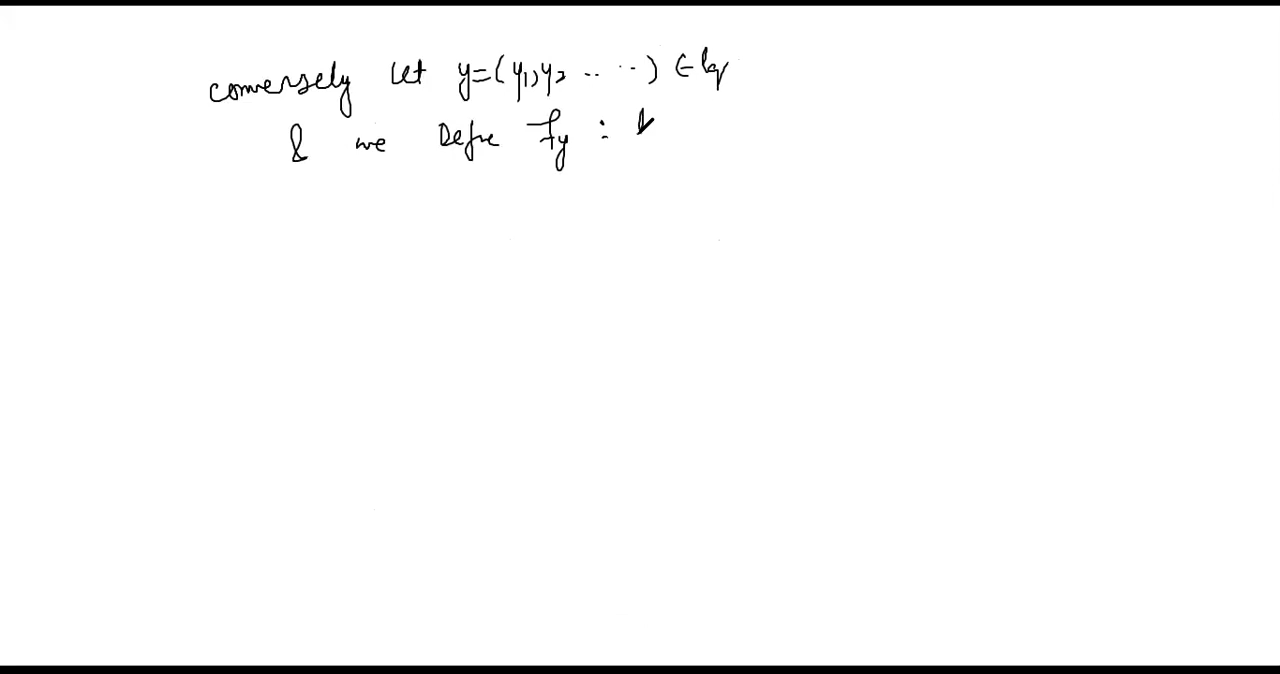 conversely let y=(y1,y2 .. ..) ∈ lq
& we Define fy :